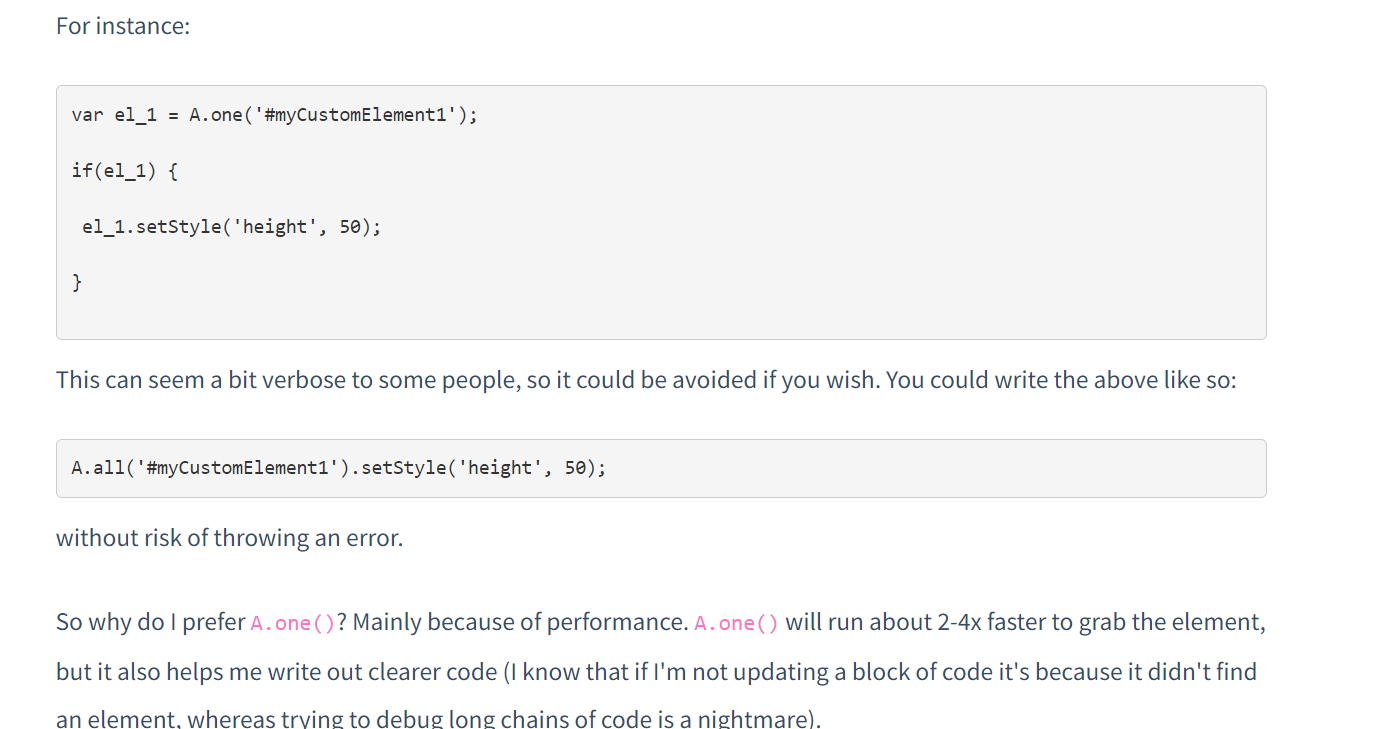 For instance:
var el_1 = A.one('#myCustomElement1');
if(el_1) {
 el_1.setStyle('height', 50);
}
This can seem a bit verbose to some people, so it could be avoided if you wish. You could write the above like so:
A.all('#myCustomElement1').setStyle('height', 50);
without risk of throwing an error.
So why do I prefer A.one()? Mainly because of performance. A.one() will run about 2-4x faster to grab the element,
but it also helps me write out clearer code (I know that if I'm not updating a block of code it's because it didn't find
an element, whereas trying to debug long chains of code is a nightmare).